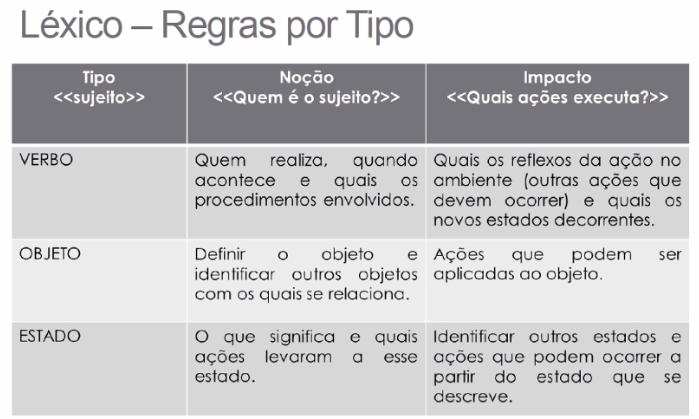 Léxico – Regras por Tipo
Tipo
<<sujeito>>
Noção
<<Quem é o sujeito?>>
Impacto
<<Quais ações executa?>>
VERBO
Quem realiza, quando
acontece e quais os
procedimentos envolvidos.
Quais os reflexos da ação no
ambiente (outras ações que
devem ocorrer) e quais os
novos estados decorrentes.
OBJETO
Definir o objeto e
identificar outros objetos
com os quais se relaciona.
Ações que podem ser
aplicadas ao objeto.
ESTADO
O que significa e quais
ações levaram a esse
estado.
Identificar outros estados e
ações que podem ocorrer a
partir do estado que se
descreve.